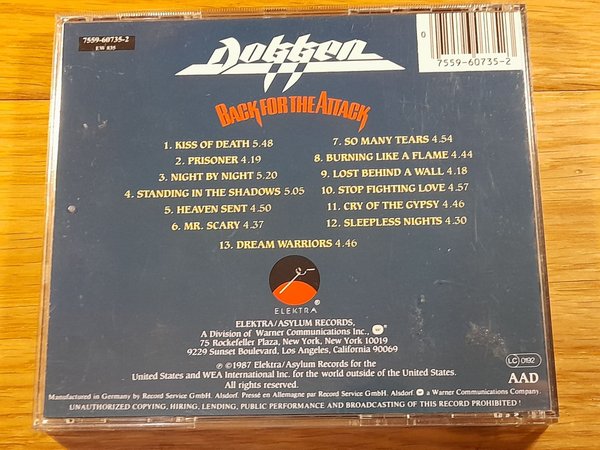 7559-60735-2
EW 835
Dokken
0
7559-60735-2
BACK FOR THE ATTACK
1. KISS OF DEATH 5.48
2. PRISONER 4.19
3. NIGHT BY NIGHT 5.20
4. STANDING IN THE SHADOWS 5.05
5. HEAVEN SENT 4.50
6. MR. SCARY 4.37
7. SO MANY TEARS 4.54
8. BURNING LIKE A FLAME 4.44
9. LOST BEHIND A WALL 4.18
10. STOP FIGHTING LOVE 4.57
11. CRY OF THE GYPSY 4.46
12. SLEEPLESS NIGHTS 4.30
13. DREAM WARRIORS 4.46
ELEKTRA®
ELEKTRA/ASYLUM RECORDS,
A Division of Warner Communications Inc.,
75 Rockefeller Plaza, New York, New York 10019
9229 Sunset Boulevard, Los Angeles, California 90069
℗ ©1987 Elektra/Asylum Records for the
United States and WEA International Inc. for the world outside of the United States.
All rights reserved.
LC 0192
AAD
Manufactured in Germany by Record Service GmbH, Alsdorf. Pressé en Allemagne par Record Service GmbH. Alsdorf. a Warner Communications Company.
UNAUTHORIZED COPYING, HIRING, LENDING, PUBLIC PERFORMANCE AND BROADCASTING OF THIS RECORD PROHIBITED!